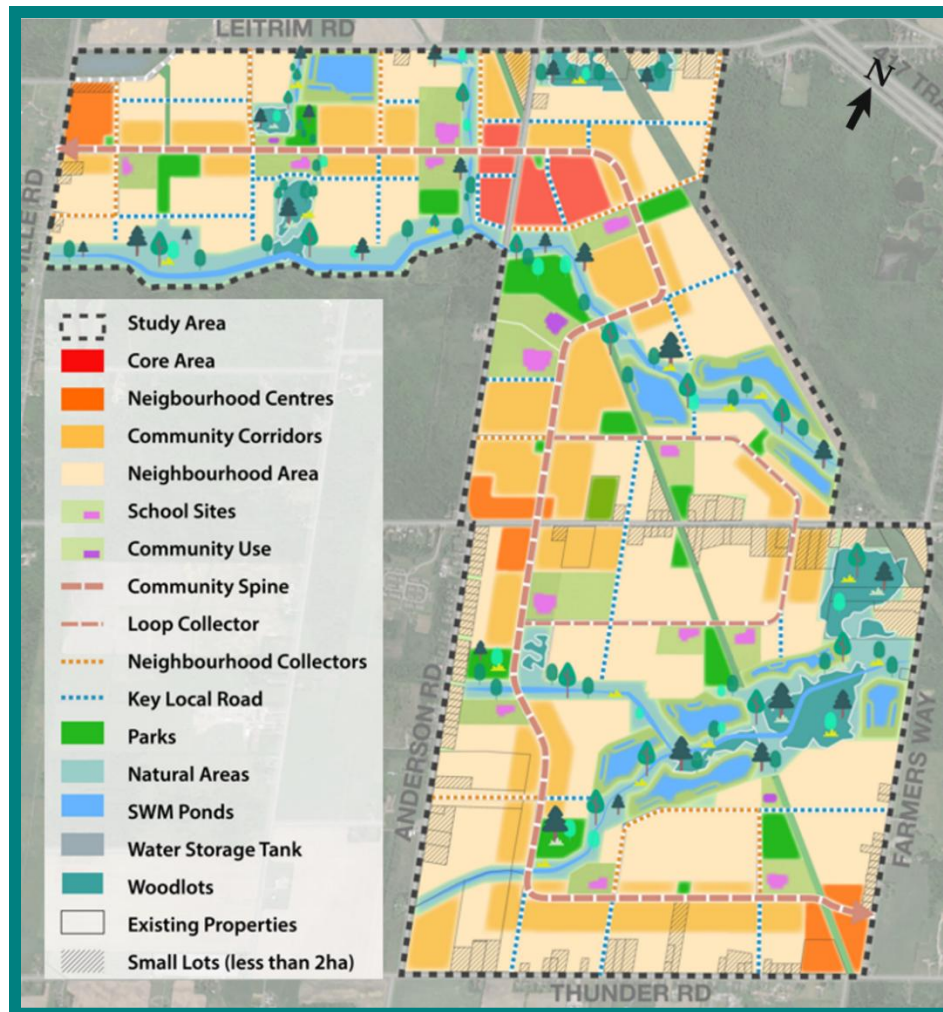 LEITRIM RD
N
VILLE RD
Study Area
Core Area
Neigbourhood Centres
Community Corridors
Neighbourhood Area
School Sites
Community Use
Community Spine
Loop Collector
Neighbourhood Collectors
Key Local Road
Parks
Natural Areas
SWM Ponds
Water Storage Tank
Woodlots
Existing Properties
Small Lots (less than 2ha)
ANDERSON RD
FARMERS WAY
THUNDER RD